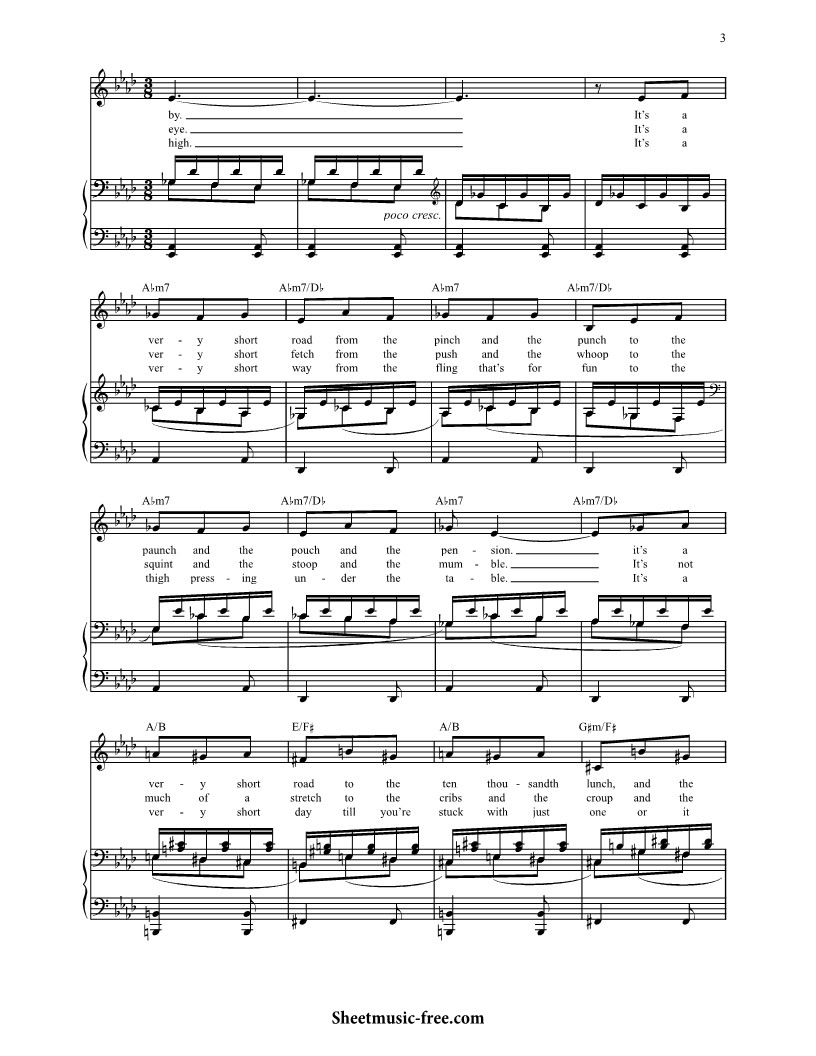 3
by. It's a
eye. It's a
high. It's a
poco cresc.
A♭m7 A♭m7/D♭ A♭m7 A♭m7/D♭
ver - y short road from the pinch and the punch to the
ver - y short fetch from the push and the whoop to the
ver - y short way from the fling that's for fun to the
A♭m7 A♭m7/D♭ A♭m7 A♭m7/D♭
paunch and the pouch and the pen - sion. it's a
squint and the stoop and the mum - ble. It's not
thigh press - ing un - der the ta - ble. It's a
A/B E/F♯ A/B G♯m/F♯
ver - y short road to the ten thou - sandth lunch, and the
much of a stretch to the cribs and the croup and the
ver - y short day till you're stuck with just one or it
Sheetmusic-free.com